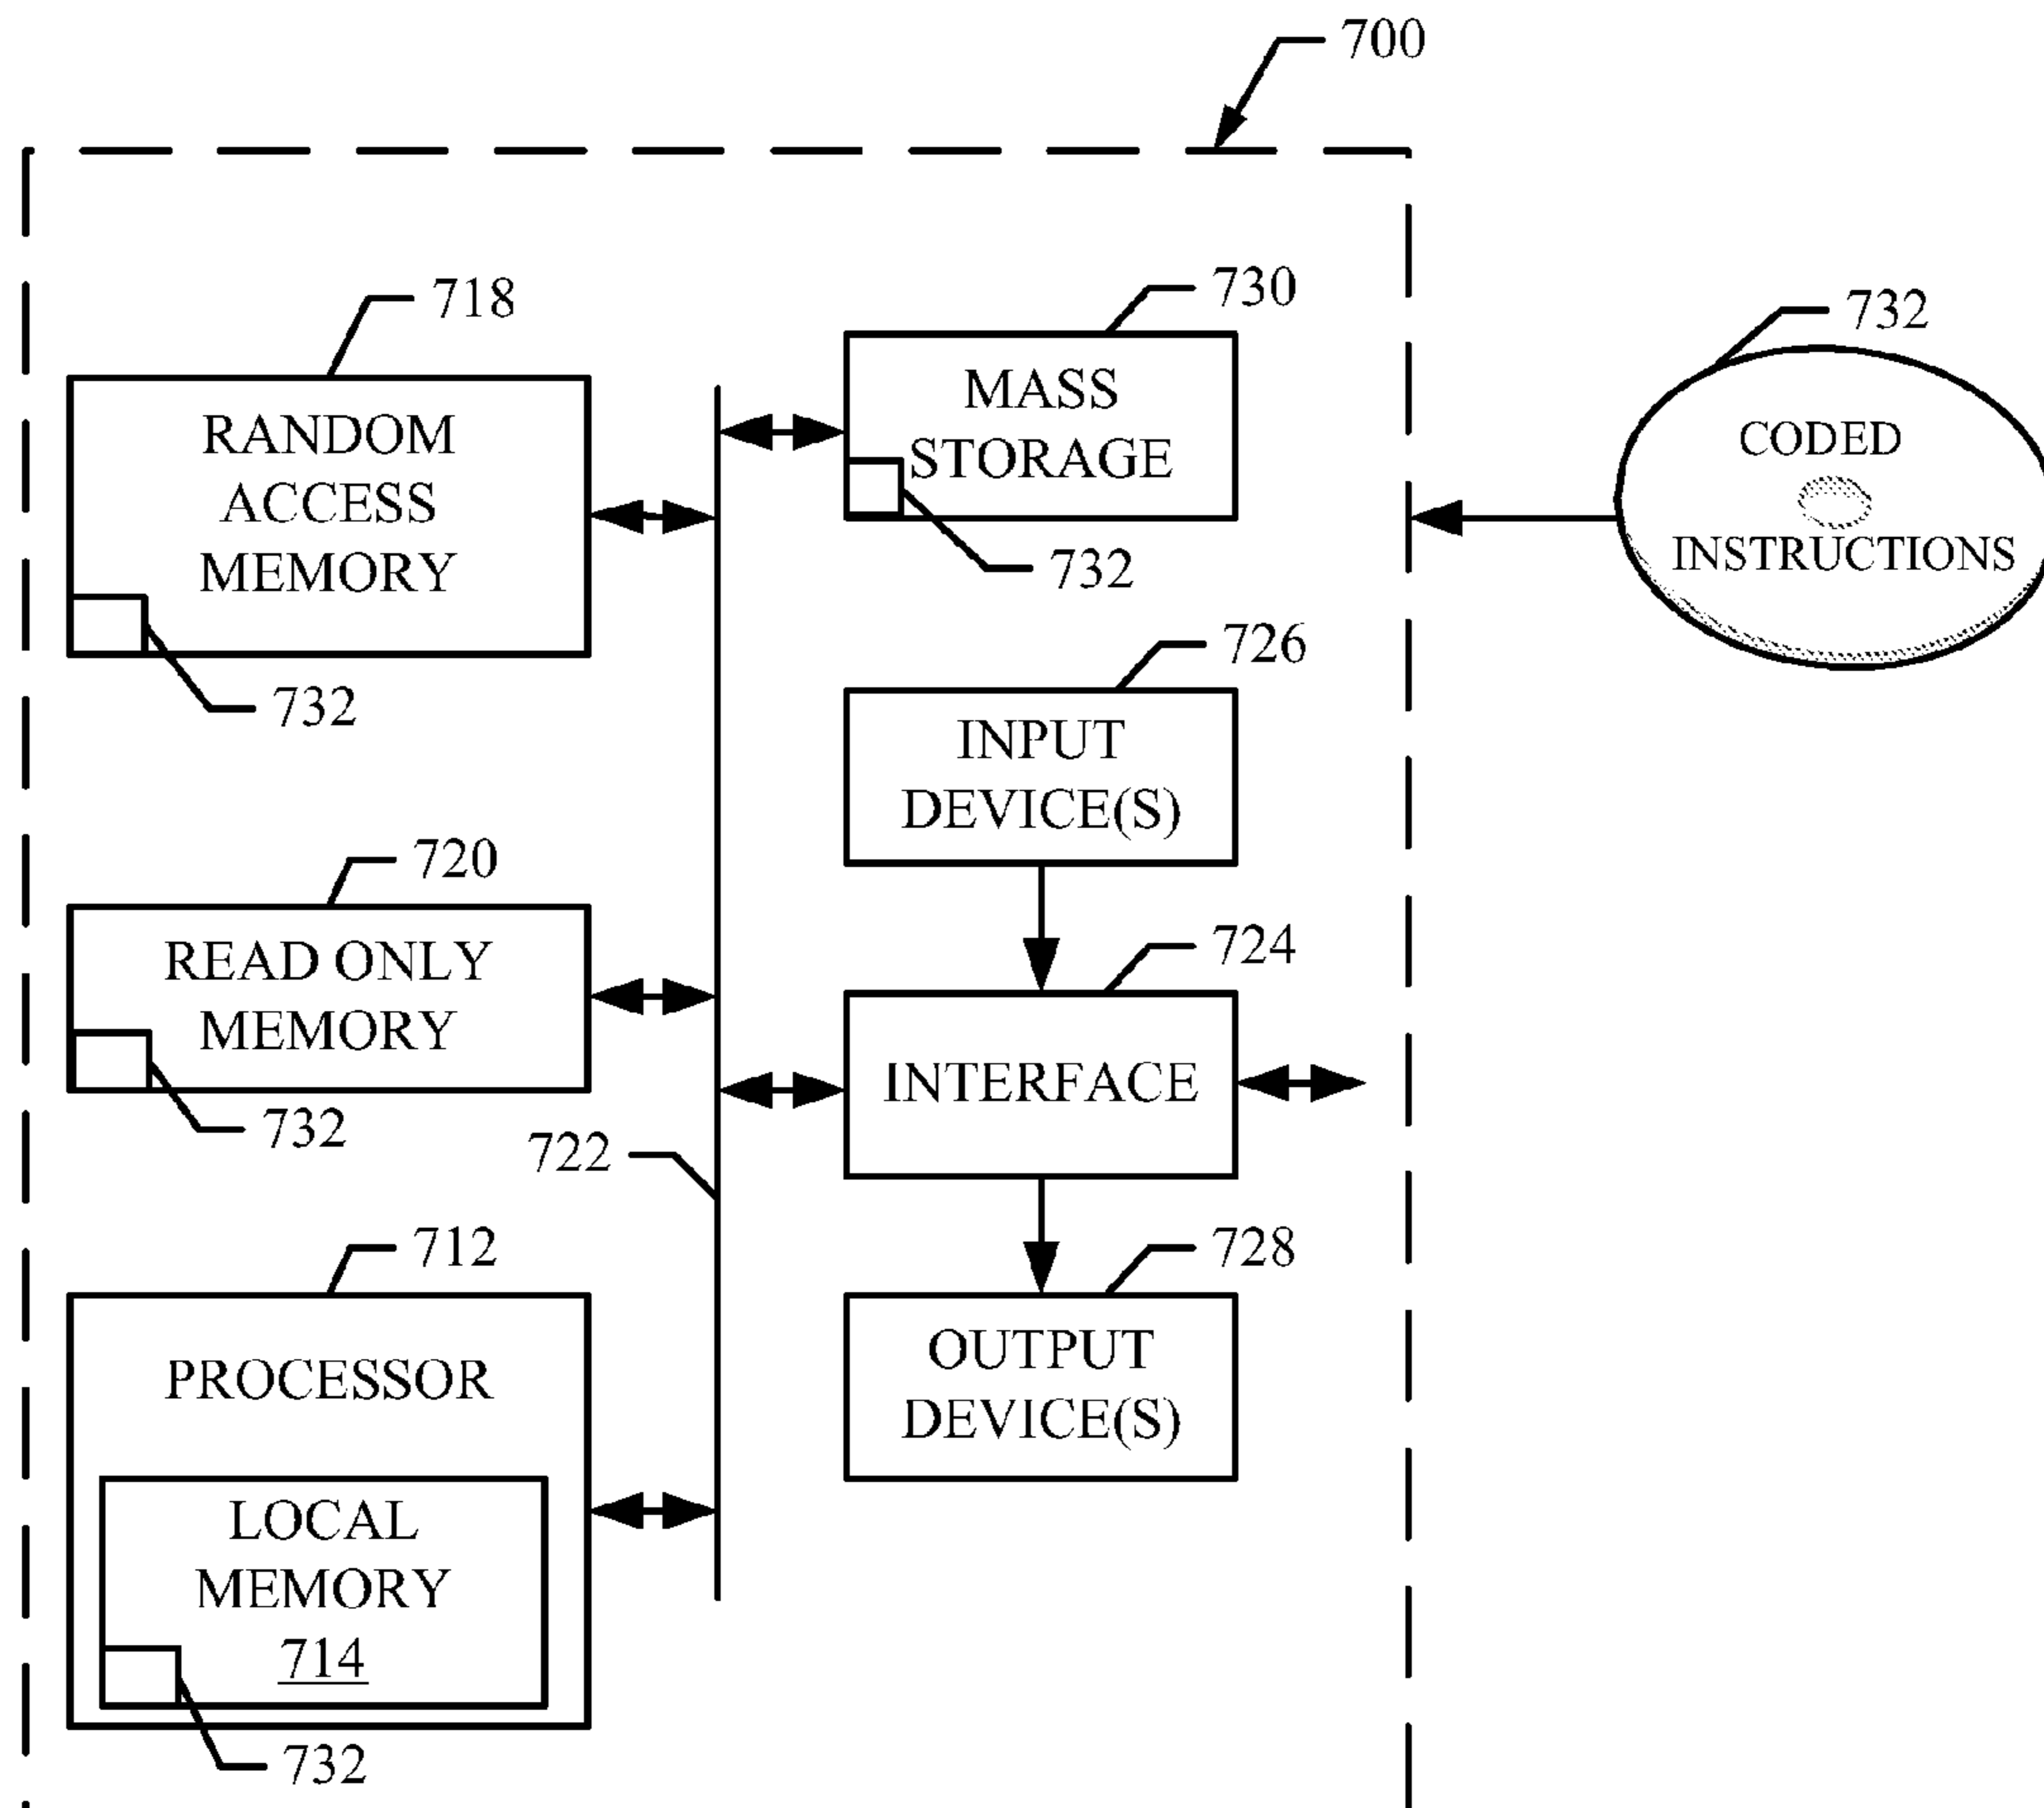 700
718
RANDOM
ACCESS
MEMORY
732
730
MASS
STORAGE
732
732
CODED
INSTRUCTIONS
726
INPUT
DEVICE(S)
720
READ ONLY
MEMORY
732
724
INTERFACE
722
712
PROCESSOR
LOCAL
MEMORY
714
732
728
OUTPUT
DEVICE(S)